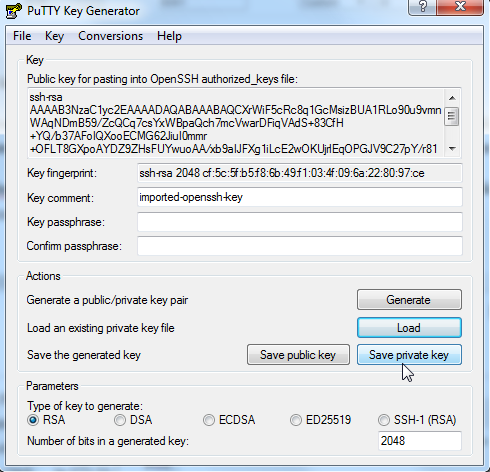 PuTTY Key Generator
File Key Conversions Help
Key
Public key for pasting into OpenSSH authorized_keys file:
ssh-rsa
AAAAB3NzaC1yc2EAAAADAQABAAABAQCXrWiF5cRc8q1GcMsizBUA1RLo90u9vmn
WAqNDmB59/ZcQCq7csYxWBpaQch7mcVwarDFiqVAdS+83CfH
+YQ/b37AFolQXooECMG62JiuI0mmr
+OFLT8GXpoAYDZ9ZHsFUYwuoAA/xb9alJFXg1iLcE2wOKUjrlEqOPGJV9C27pY/r81
Key fingerprint: ssh-rsa 2048 cf:5c:5f:b5:f8:6b:49:f1:03:4f:09:6a:22:80:97:ce
Key comment: imported-openssh-key
Key passphrase:
Confirm passphrase:
Actions
Generate a public/private key pair Generate
Load an existing private key file Load
Save the generated key Save public key Save private key
Parameters
Type of key to generate:
RSA DSA ECDSA ED25519 SSH-1 (RSA)
Number of bits in a generated key: 2048